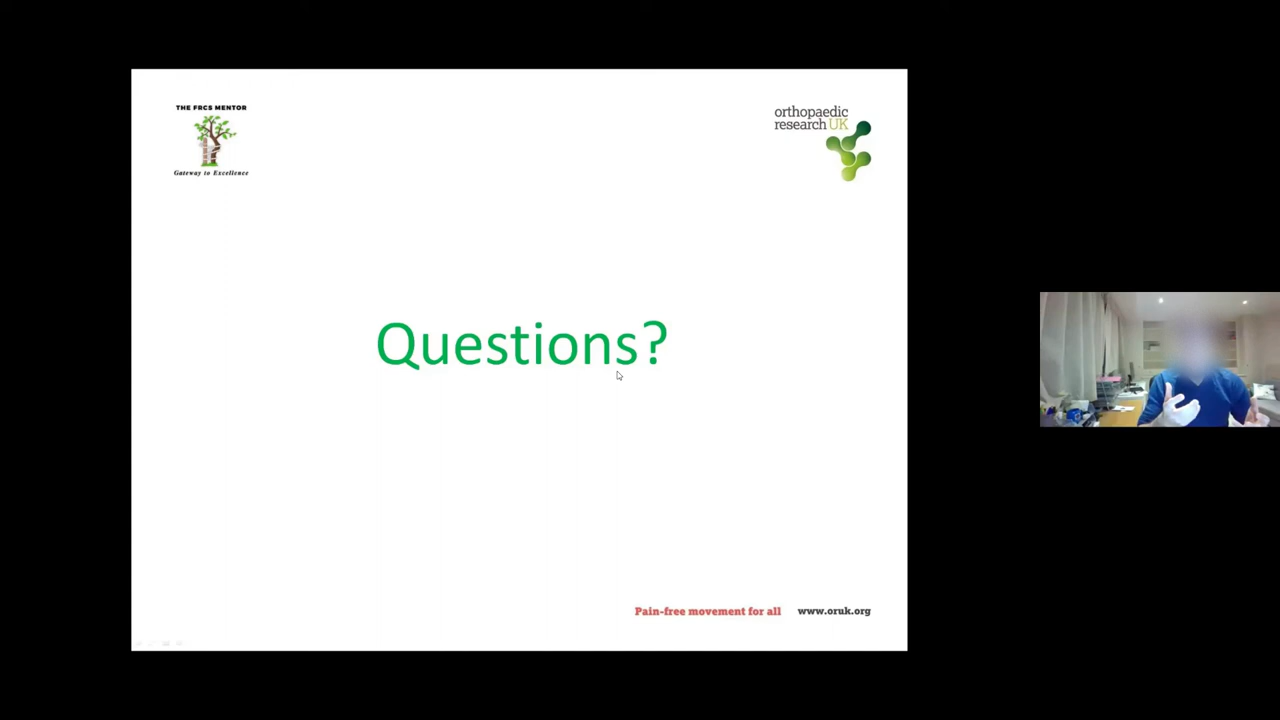 THE FRCS MENTOR
Gateway to Excellence
orthopaedic
research UK
Questions?
Pain-free movement for all
www.oruk.org